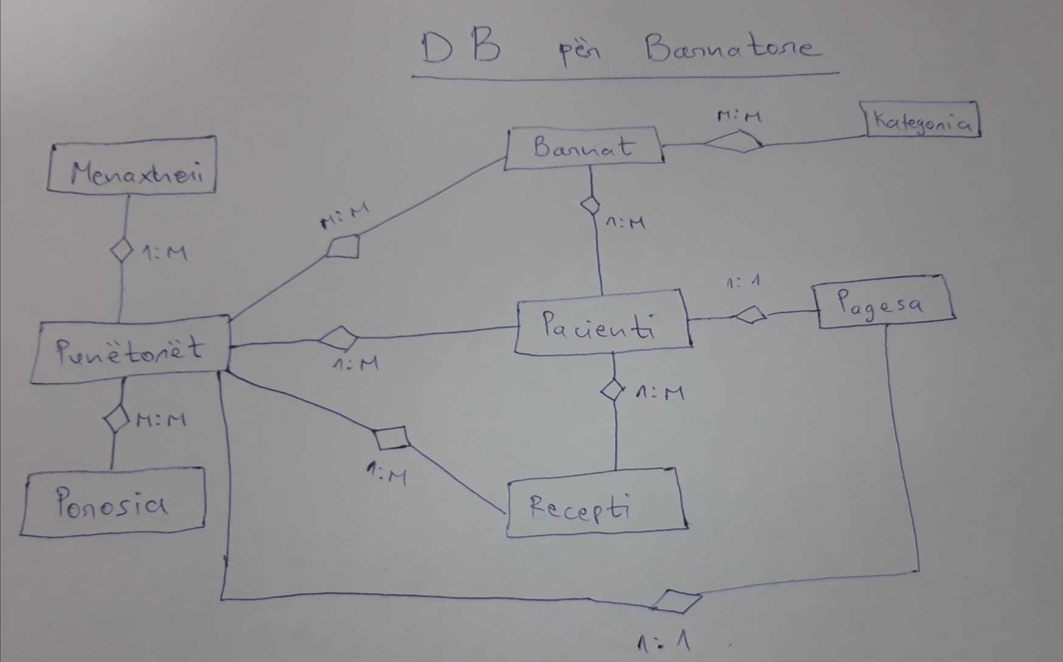 DB për Barnatore
M:M
Kategoria
Barnat
Menaxheri
M:M
1:M
1:M
1:1
Pagesa
Pacienti
Punëtorët
1:M
1:M
M:M
1:M
Ponosia
Recepti
1:1